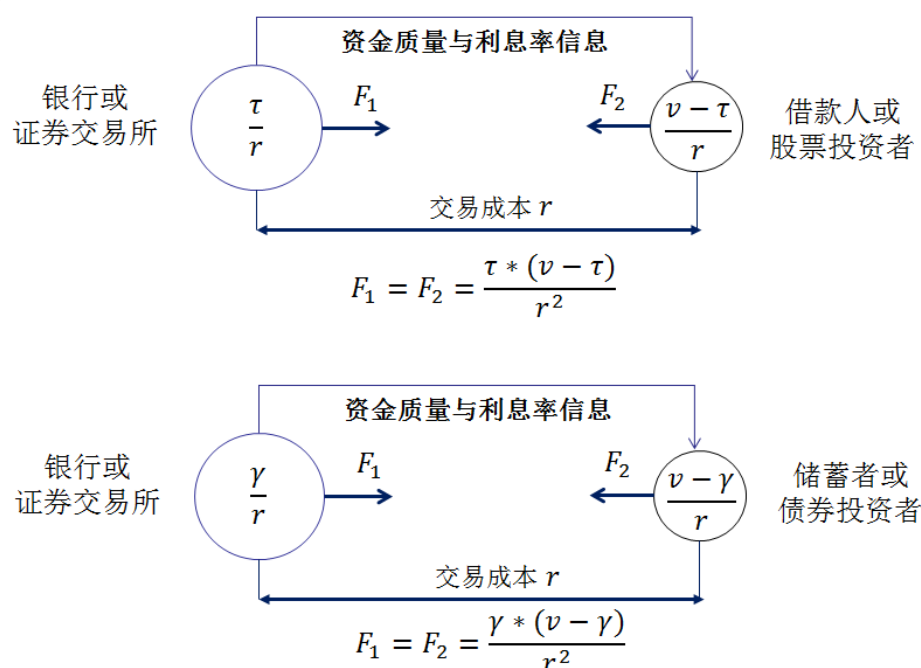 资金质量与利息率信息
银行或
证券交易所
τ/r
F₁
F₂
(v − τ)/r
借款人或
股票投资者
交易成本 r
F₁ = F₂ = τ ∗ (v − τ)/r²
资金质量与利息率信息
银行或
证券交易所
γ/r
F₁
F₂
(v − γ)/r
储蓄者或
债券投资者
交易成本 r
F₁ = F₂ = γ ∗ (v − γ)/r²